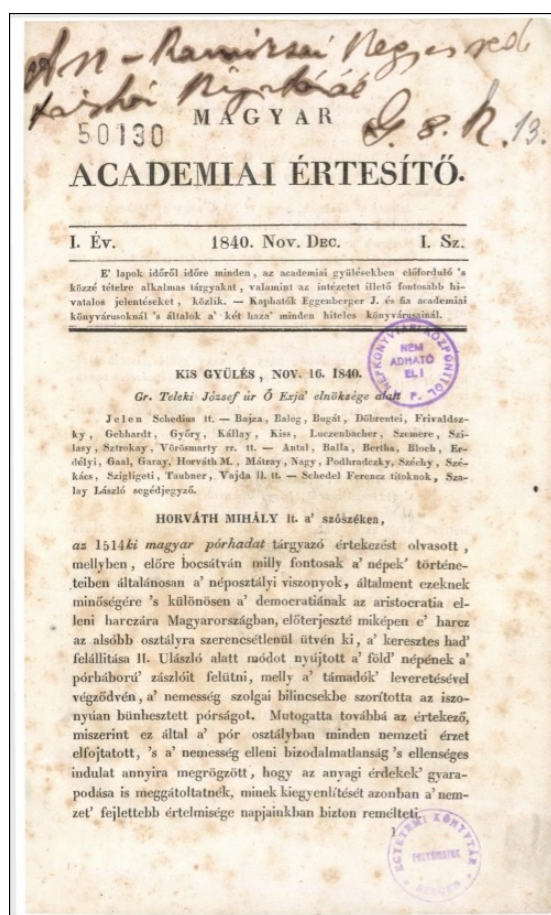 50130
MAGYAR
G. 8. R. 13.
ACADEMIAI ÉRTESÍTŐ.
I. Év. 1840. Nov. Dec. I. Sz.
E' lapok időről időre minden, az academiai gyülésekben előforduló 's
közzé tételre alkalmas tárgyakat, valamint az intézetet illető fontosabb hi-
vatalos jelentéseket, közlik. — Kaphatók Eggenberger J. és fia academiai
könyvárusoknál 's általok a' két haza' minden hiteles könyvárusainál.
NÉPKÖNYVTÁRI KÖZPONTTÓL
NEM
ADHATÓ
EL!
KIS GYÜLÉS, NOV. 16. 1840.
Gr. Teleki József úr Ő Exjá' elnöksége alatt
Jelen Schedius tt. — Bajza, Balog, Bugát, Döbrentei, Frivaldsz-
ky, Gebhardt, Győry, Kállay, Kiss, Luczenbacher, Szemere, Szi-
lasy, Sztrokay, Vörösmarty rr. tt. — Antal, Balla, Bertha, Bloch, Er-
délyi, Gaal, Garay, Horváth M., Mátray, Nagy, Podhradczky, Széchy, Szé-
kács, Szigligeti, Taubner, Vajda ll. tt. — Schedel Ferencz titoknok, Sza-
lay László segédjegyző.
HORVÁTH MIHÁLY lt. a' szószéken,
az 1514ki magyar pórhadat tárgyazó értekezést olvasott,
mellyben, előre bocsátván milly fontosak a' népek' történe-
teiben általánosan a' néposztályi viszonyok, általment ezeknek
minőségére 's különösen a' democratiának az aristocratia el-
leni harczára Magyarországban, előterjeszté miképen e' harcz
az alsóbb osztályra szerencsétlenül ütvén ki, a' keresztes had'
felállitása II. Ulászló alatt módot nyújtott a' föld' népének a'
pórháború' zászlóit felütni, melly a' támadók' leveretésével
végződvén, a' nemesség szolgai bilincsekbe szorította az iszo-
nyúan bünhesztett pórságot. Mutogatta továbbá az értekező,
miszerint ez által a' pór osztályban minden nemzeti érzet
elfojtatott, 's a' nemesség elleni bizodalmatlanság 's ellenséges
indulat annyira megrögzött, hogy az anyagi érdekek' gyara-
podása is meggátoltatnék, minek kiegyenlítését azonban a' nem-
zet' fejlettebb értelmisége napjainkban bizton remélteti.
1
EGYETEMI KÖNYVTÁR
FOLYÓIRATOK
SZEGED